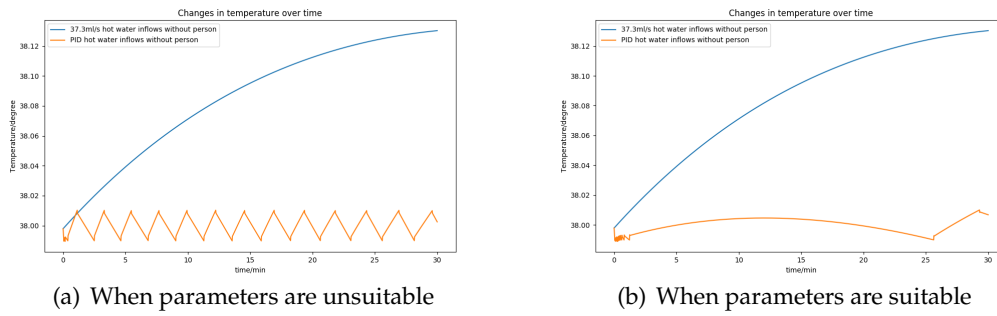 Changes in temperature over time
37.3ml/s hot water inflows without person
PID hot water inflows without person
38.12
38.10
38.08
38.06
38.04
38.02
38.00
Temperature/degree
0 5 10 15 20 25 30
time/min
(a) When parameters are unsuitable
Changes in temperature over time
37.3ml/s hot water inflows without person
PID hot water inflows without person
38.12
38.10
38.08
38.06
38.04
38.02
38.00
Temperature/degree
0 5 10 15 20 25 30
time/min
(b) When parameters are suitable